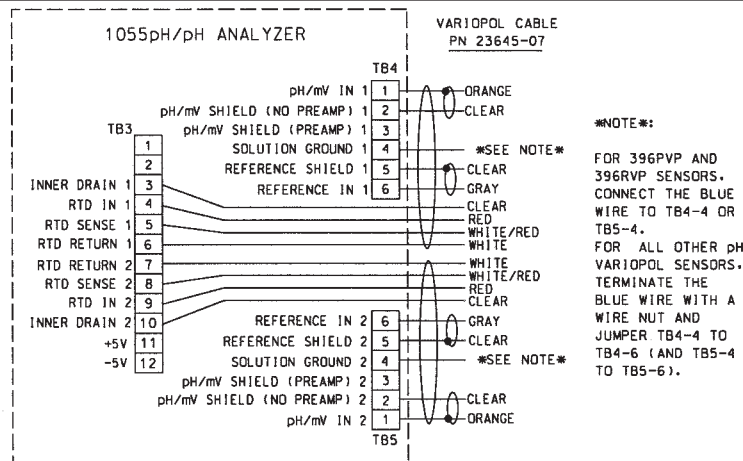 1055pH/pH ANALYZER
VARIOPOL CABLE
PN 23645-07
TB4
pH/mV IN 1 1 ORANGE
pH/mV SHIELD (NO PREAMP) 1 2 CLEAR
pH/mV SHIELD (PREAMP) 1 3
SOLUTION GROUND 1 4 *SEE NOTE*
REFERENCE SHIELD 1 5 CLEAR
REFERENCE IN 1 6 GRAY
TB3
1
2
INNER DRAIN 1 3 CLEAR
RTD IN 1 4 RED
RTD SENSE 1 5 WHITE/RED
RTD RETURN 1 6 WHITE
RTD RETURN 2 7 WHITE
RTD SENSE 2 8 WHITE/RED
RTD IN 2 9 RED
INNER DRAIN 2 10 CLEAR
+5V 11
-5V 12
REFERENCE IN 2 6 GRAY
REFERENCE SHIELD 2 5 CLEAR
SOLUTION GROUND 2 4 *SEE NOTE*
pH/mV SHIELD (PREAMP) 2 3
pH/mV SHIELD (NO PREAMP) 2 2 CLEAR
pH/mV IN 2 1 ORANGE
TB5
*NOTE*:
FOR 396PVP AND
396RVP SENSORS.
CONNECT THE BLUE
WIRE TO TB4-4 OR
TB5-4.
FOR ALL OTHER pH
VARIOPOL SENSORS.
TERMINATE THE
BLUE WIRE WITH A
WIRE NUT AND
JUMPER TB4-4 TO
TB4-6 (AND TB5-4
TO TB5-6).